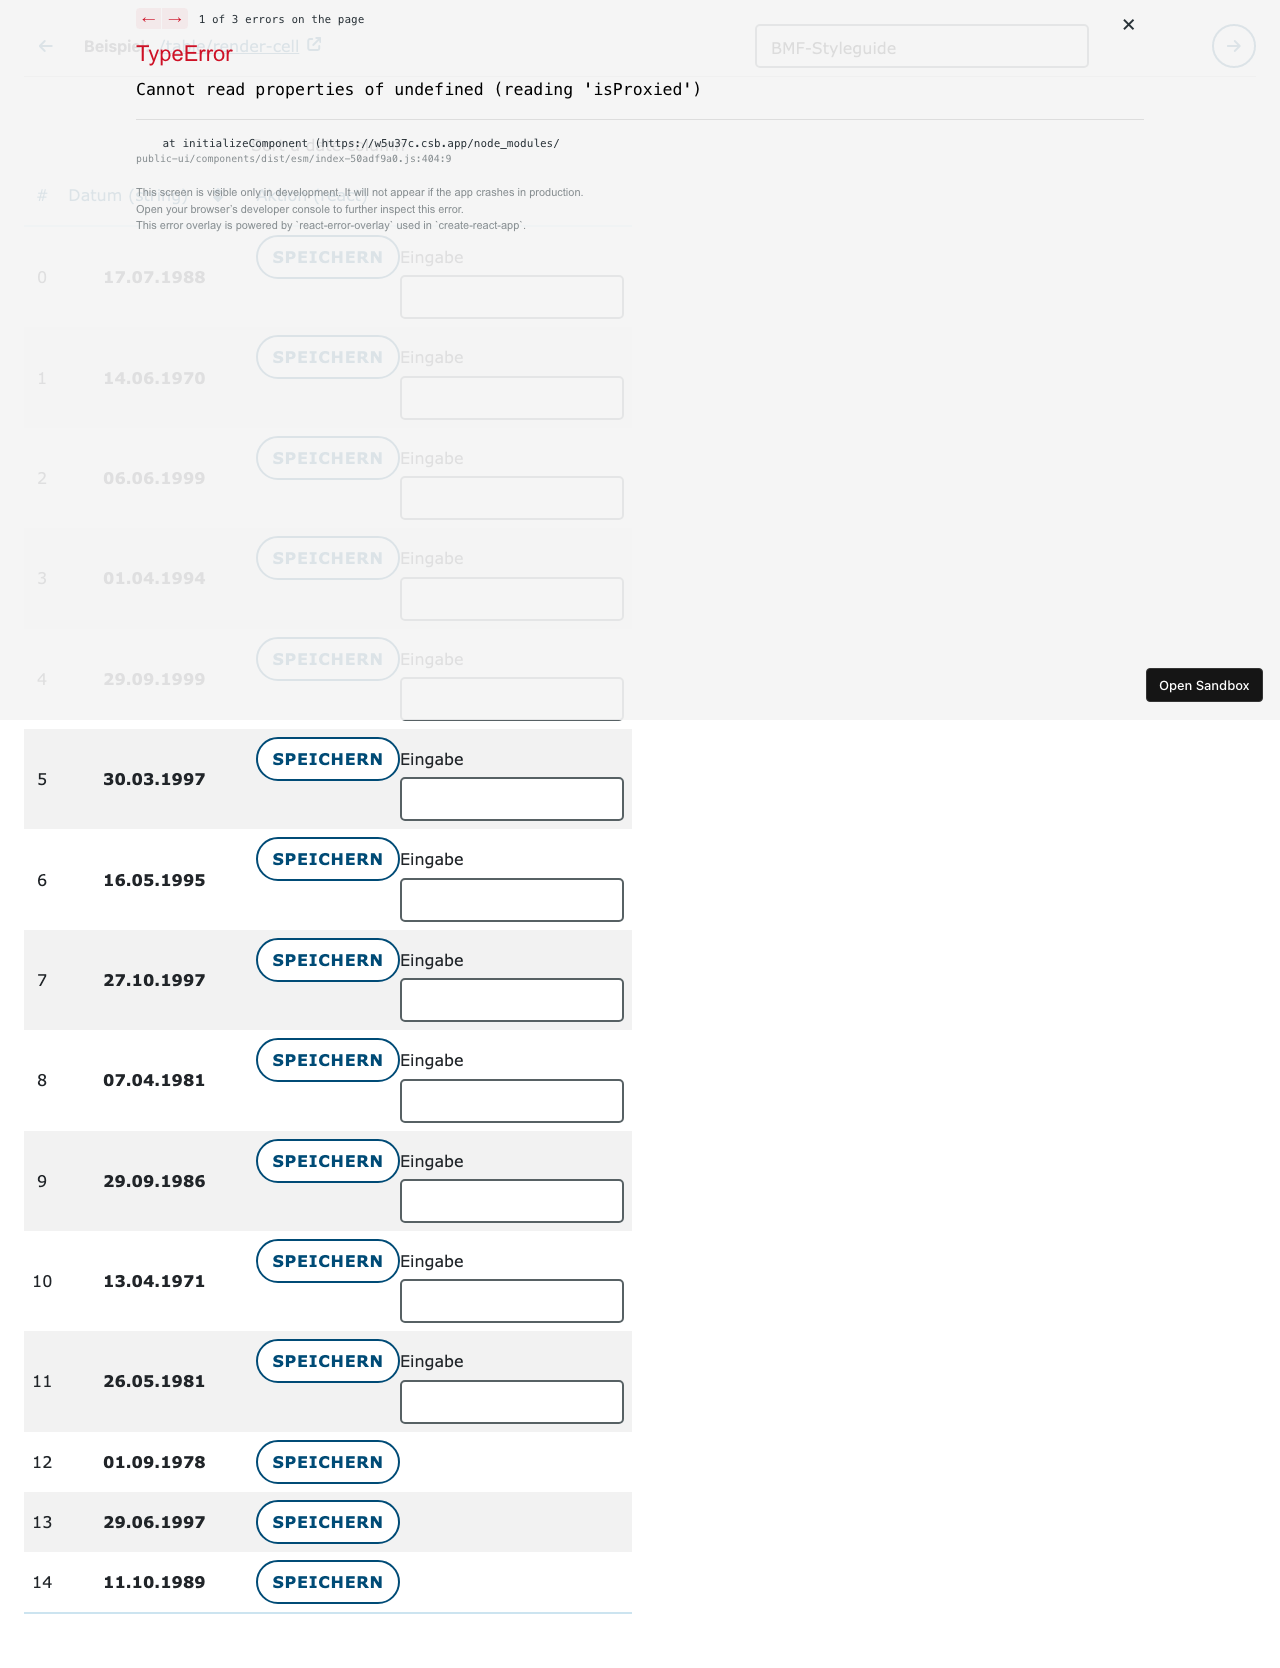 ← → 1 of 3 errors on the page
✕
← Beispiel /table/render-cell
BMF-Styleguide
→
TypeError
Cannot read properties of undefined (reading 'isProxied')
at initializeComponent (https://w5u37c.csb.app/node_modules/
public-ui/components/dist/esm/index-50adf9a0.js:404:9
# Datum (string) Aktion (react)
This screen is visible only in development. It will not appear if the app crashes in production.
Open your browser’s developer console to further inspect this error.
This error overlay is powered by `react-error-overlay` used in `create-react-app`.
0 17.07.1988 SPEICHERN Eingabe
1 14.06.1970 SPEICHERN Eingabe
2 06.06.1999 SPEICHERN Eingabe
3 01.04.1994 SPEICHERN Eingabe
4 29.09.1999 SPEICHERN Eingabe
Open Sandbox
5 30.03.1997 SPEICHERN Eingabe
6 16.05.1995 SPEICHERN Eingabe
7 27.10.1997 SPEICHERN Eingabe
8 07.04.1981 SPEICHERN Eingabe
9 29.09.1986 SPEICHERN Eingabe
10 13.04.1971 SPEICHERN Eingabe
11 26.05.1981 SPEICHERN Eingabe
12 01.09.1978 SPEICHERN
13 29.06.1997 SPEICHERN
14 11.10.1989 SPEICHERN